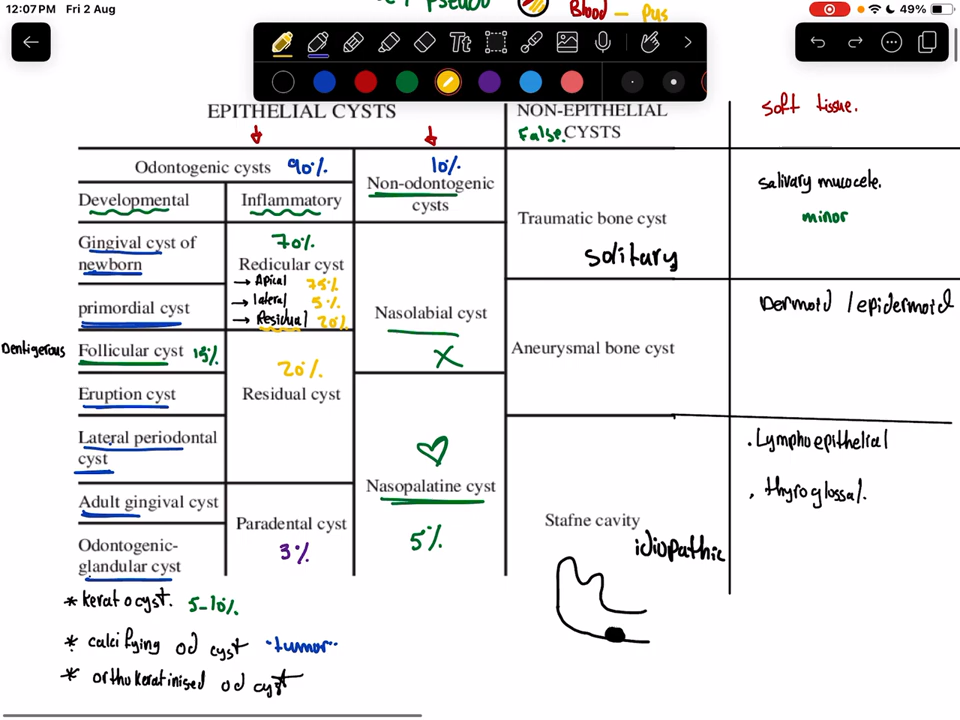 12:07PM Fri 2 Aug
49%
Pseudo
Blood – Pus
Tt
EPITHELIAL CYSTS
NON-EPITHELIAL
False. CYSTS
soft tissue.
Odontogenic cysts 90%
10%
Non-odontogenic
cysts
Developmental
Inflammatory
Gingival cyst of
newborn
primordial cyst
Dentigerous Follicular cyst 15%
Eruption cyst
Lateral periodontal
cyst
Adult gingival cyst
Odontogenic-
glandular cyst
70%
Redicular cyst
→ Apical 75%
→ lateral 5%
→ Residual 20%
20%
Residual cyst
Paradental cyst
3%
Nasolabial cyst
X
Nasopalatine cyst
5%
Traumatic bone cyst
solitary
Aneurysmal bone cyst
Stafne cavity
idiopathic
salivary mucocele.
minor
Dermoid / epidermoid
. Lymphoepithelial
. thyroglossal.
* keratocyst. 5-10%
* calcifying od cyst "tumor"
* orthokeratinised od cyst